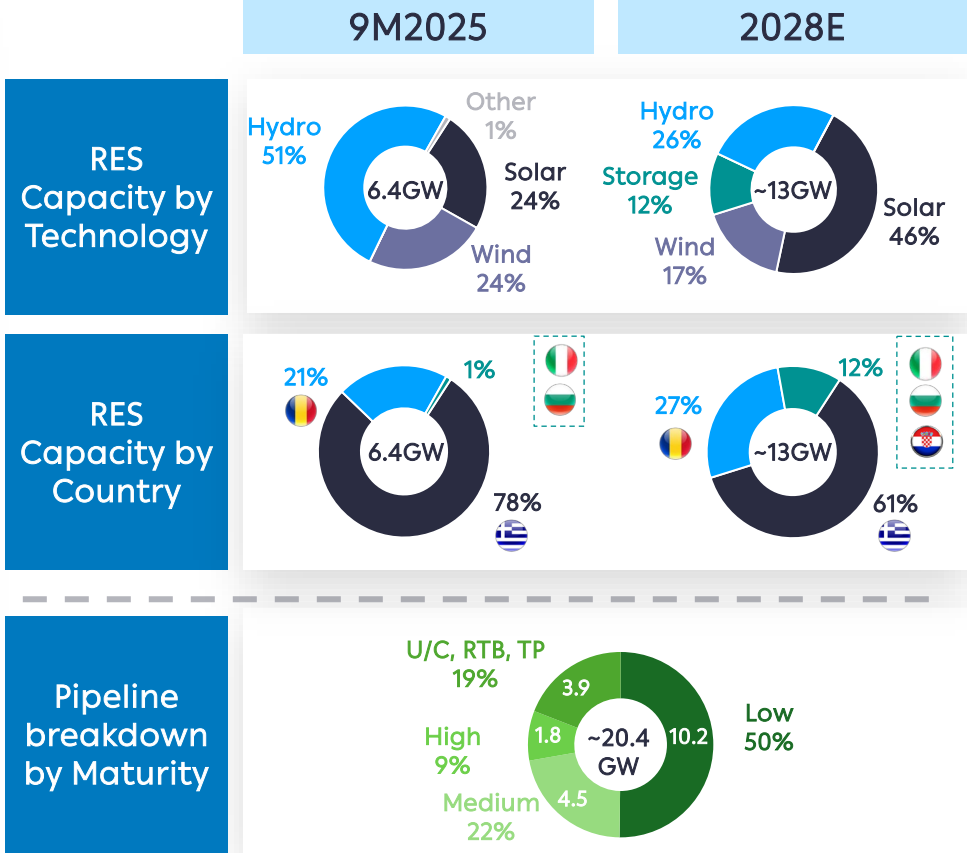 9M2025
2028E
RES
Capacity by
Technology
Hydro
51%
Other
1%
Solar
24%
Wind
24%
6.4GW
Hydro
26%
Storage
12%
Wind
17%
Solar
46%
~13GW
RES
Capacity by
Country
21%
1%
78%
6.4GW
27%
12%
61%
~13GW
Pipeline
breakdown
by Maturity
U/C, RTB, TP
19%
High
9%
Medium
22%
Low
50%
3.9
1.8
4.5
10.2
~20.4
GW